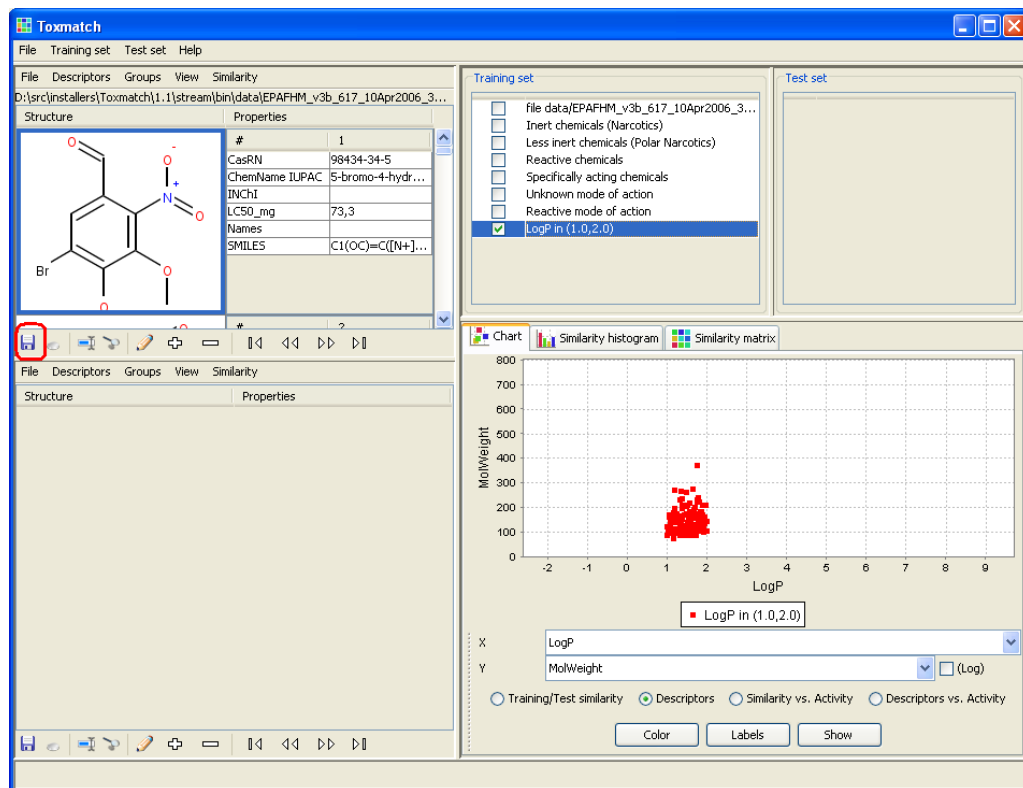 Toxmatch
File Training set Test set Help
File Descriptors Groups View Similarity
D:\src\installers\Toxmatch\1.1\stream\bin\data\EPAFHM_v3b_617_10Apr2006_3...
Structure Properties
O
O
-
N
+
O
Br
O
O
# 1
CasRN 98434-34-5
ChemName IUPAC 5-bromo-4-hydr...
INChI
LC50_mg 73,3
Names
SMILES C1(OC)=C([N+]...
# 2
File Descriptors Groups View Similarity
Structure Properties
Training set
file data/EPAFHM_v3b_617_10Apr2006_3...
Inert chemicals (Narcotics)
Less inert chemicals (Polar Narcotics)
Reactive chemicals
Specifically acting chemicals
Unknown mode of action
Reactive mode of action
LogP in (1.0,2.0)
Test set
Chart Similarity histogram Similarity matrix
800
700
600
500
400
300
200
100
0
MolWeight
-2 -1 0 1 2 3 4 5 6 7 8 9
LogP
LogP in (1.0,2.0)
X LogP
Y MolWeight (Log)
Training/Test similarity Descriptors Similarity vs. Activity Descriptors vs. Activity
Color Labels Show